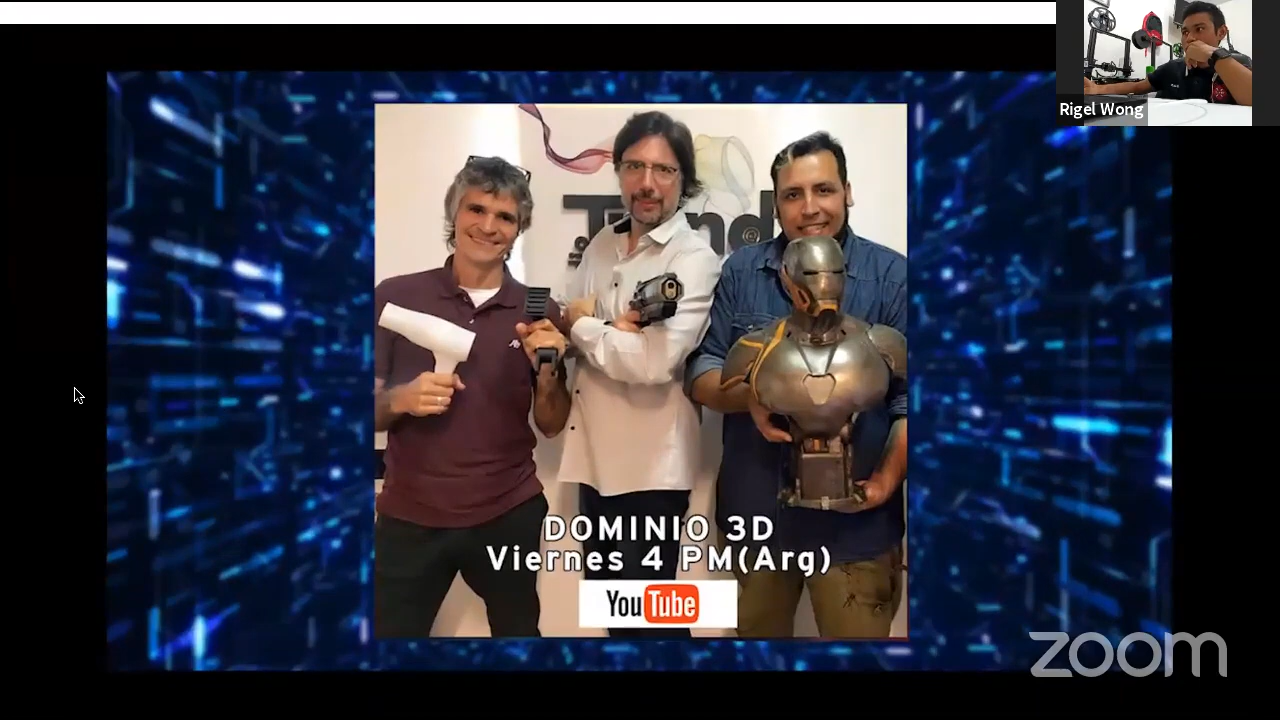 Rigel Wong
DOMINIO 3D
Viernes 4 PM(Arg)
YouTube
zoom